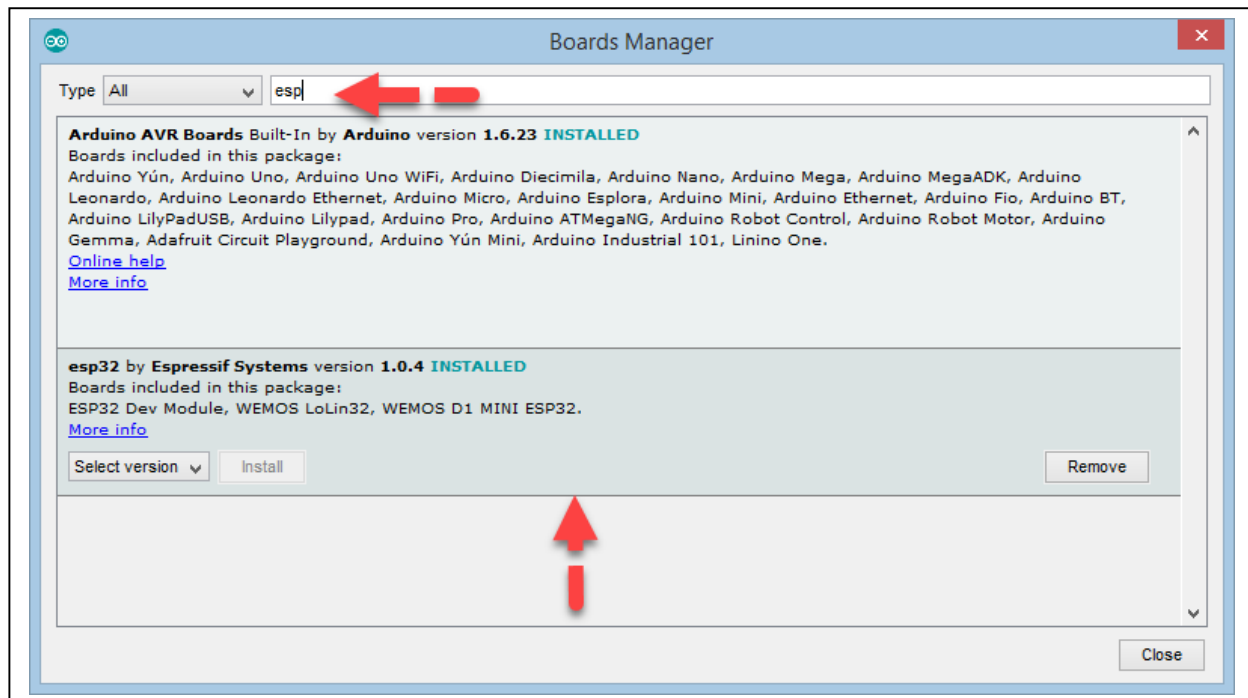 Boards Manager
Type All esp
Arduino AVR Boards Built-In by Arduino version 1.6.23 INSTALLED
Boards included in this package:
Arduino Yún, Arduino Uno, Arduino Uno WiFi, Arduino Diecimila, Arduino Nano, Arduino Mega, Arduino MegaADK, Arduino
Leonardo, Arduino Leonardo Ethernet, Arduino Micro, Arduino Esplora, Arduino Mini, Arduino Ethernet, Arduino Fio, Arduino BT,
Arduino LilyPadUSB, Arduino Lilypad, Arduino Pro, Arduino ATMegaNG, Arduino Robot Control, Arduino Robot Motor, Arduino
Gemma, Adafruit Circuit Playground, Arduino Yún Mini, Arduino Industrial 101, Linino One.
Online help
More info
esp32 by Espressif Systems version 1.0.4 INSTALLED
Boards included in this package:
ESP32 Dev Module, WEMOS LoLin32, WEMOS D1 MINI ESP32.
More info
Select version Install Remove
Close